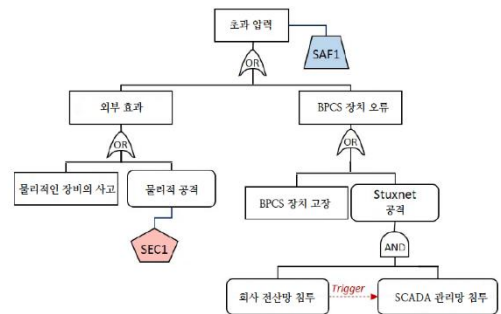 초과 압력
SAF1
OR
외부 효과
BPCS 장치 오류
OR
OR
물리적인 장비의 사고
물리적 공격
BPCS 장치 고장
Stuxnet
공격
SEC1
AND
회사 전산망 침투
Trigger
SCADA 관리망 침투